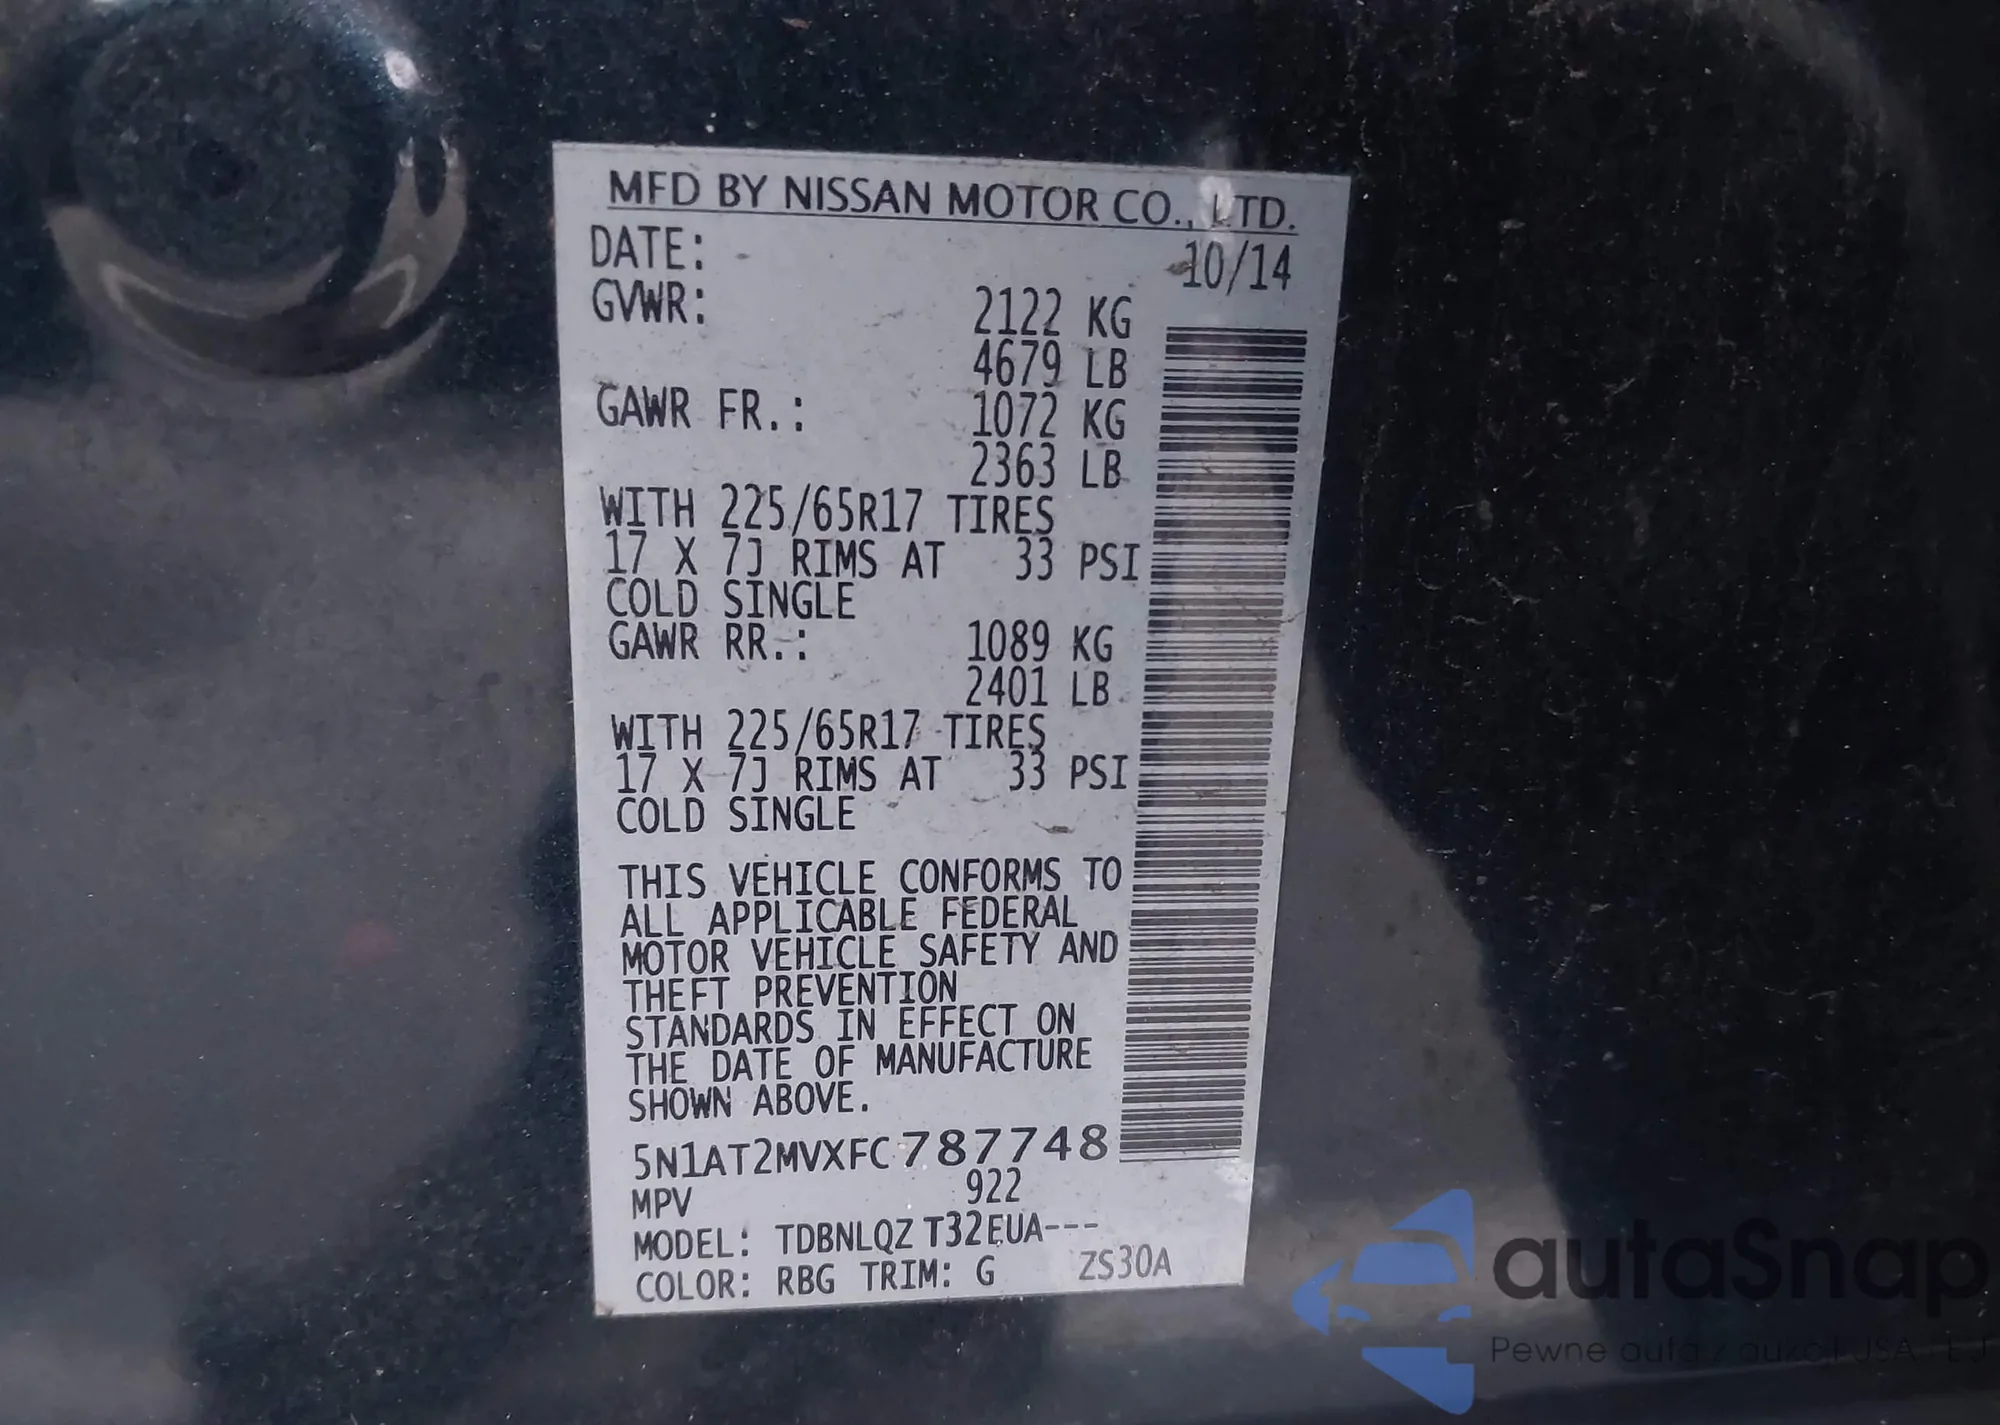 MFD BY NISSAN MOTOR CO., LTD.
DATE: 10/14
GVWR: 2122 KG
4679 LB
GAWR FR.: 1072 KG
2363 LB
WITH 225/65R17 TIRES
17 X 7J RIMS AT 33 PSI
COLD SINGLE
GAWR RR.: 1089 KG
2401 LB
WITH 225/65R17 TIRES
17 X 7J RIMS AT 33 PSI
COLD SINGLE
THIS VEHICLE CONFORMS TO
ALL APPLICABLE FEDERAL
MOTOR VEHICLE SAFETY AND
THEFT PREVENTION
STANDARDS IN EFFECT ON
THE DATE OF MANUFACTURE
SHOWN ABOVE.
5N1AT2MVXFC787748
MPV 922
MODEL: TDBNLQZ T32EUA---
COLOR: RBG TRIM: G ZS30A
autaSnap
Pewne auta z aukcji USA